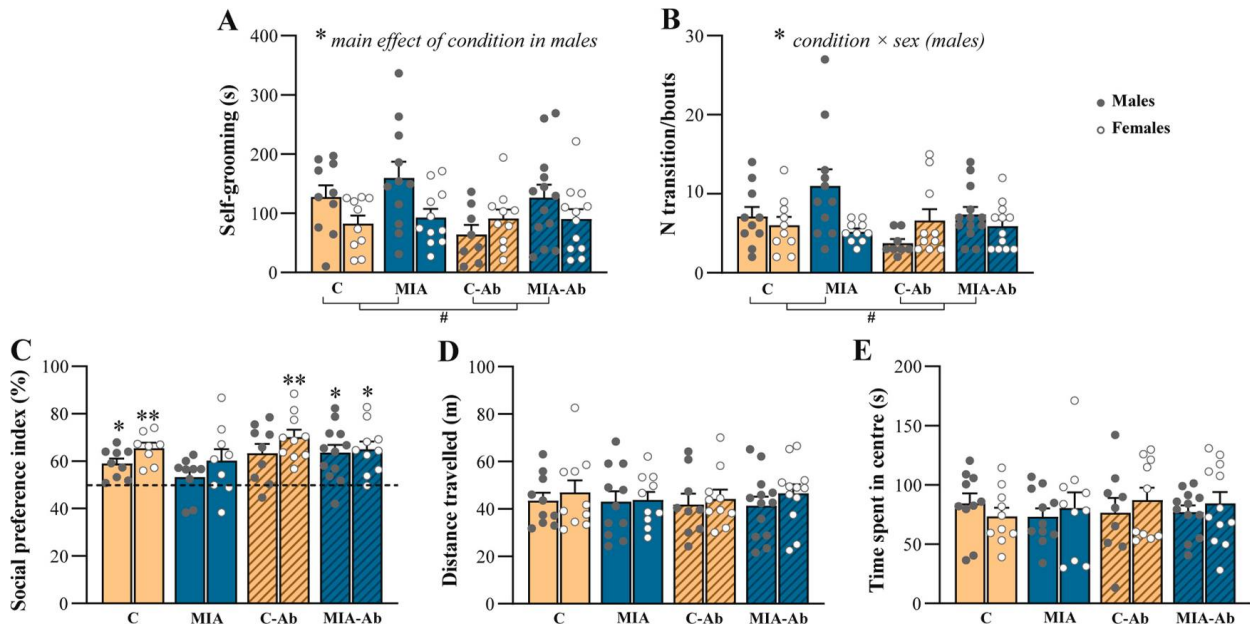 A
* main effect of condition in males
Self-grooming (s)
400
300
200
100
0
C MIA C-Ab MIA-Ab
#
B
* condition × sex (males)
N transition/bouts
30
20
10
0
C MIA C-Ab MIA-Ab
#
Males
Females
C
Social preference index (%)
100
80
60
40
20
0
* ** ** * *
C MIA C-Ab MIA-Ab
D
Distance travelled (m)
100
80
60
40
20
0
C MIA C-Ab MIA-Ab
E
Time spent in centre (s)
200
150
100
50
0
C MIA C-Ab MIA-Ab